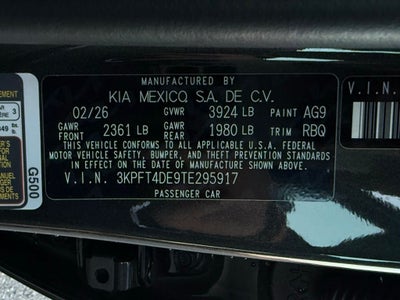 MANUFACTURED BY
KIA MEXICO, S.A. DE C.V.
02/26 GVWR 3924 LB PAINT AG9
GAWR FRONT 2361 LB GAWR REAR 1980 LB TRIM RBQ
THIS VEHICLE CONFORMS TO ALL APPLICABLE U.S.A. FEDERAL
MOTOR VEHICLE SAFETY, BUMPER, AND THEFT PREVENTION STANDARDS
IN EFFECT ON THE DATE OF MANUFACTURE SHOWN ABOVE.
V.I.N. 3KPFT4DE9TE295917
PASSENGER CAR
V.I.N.
G500